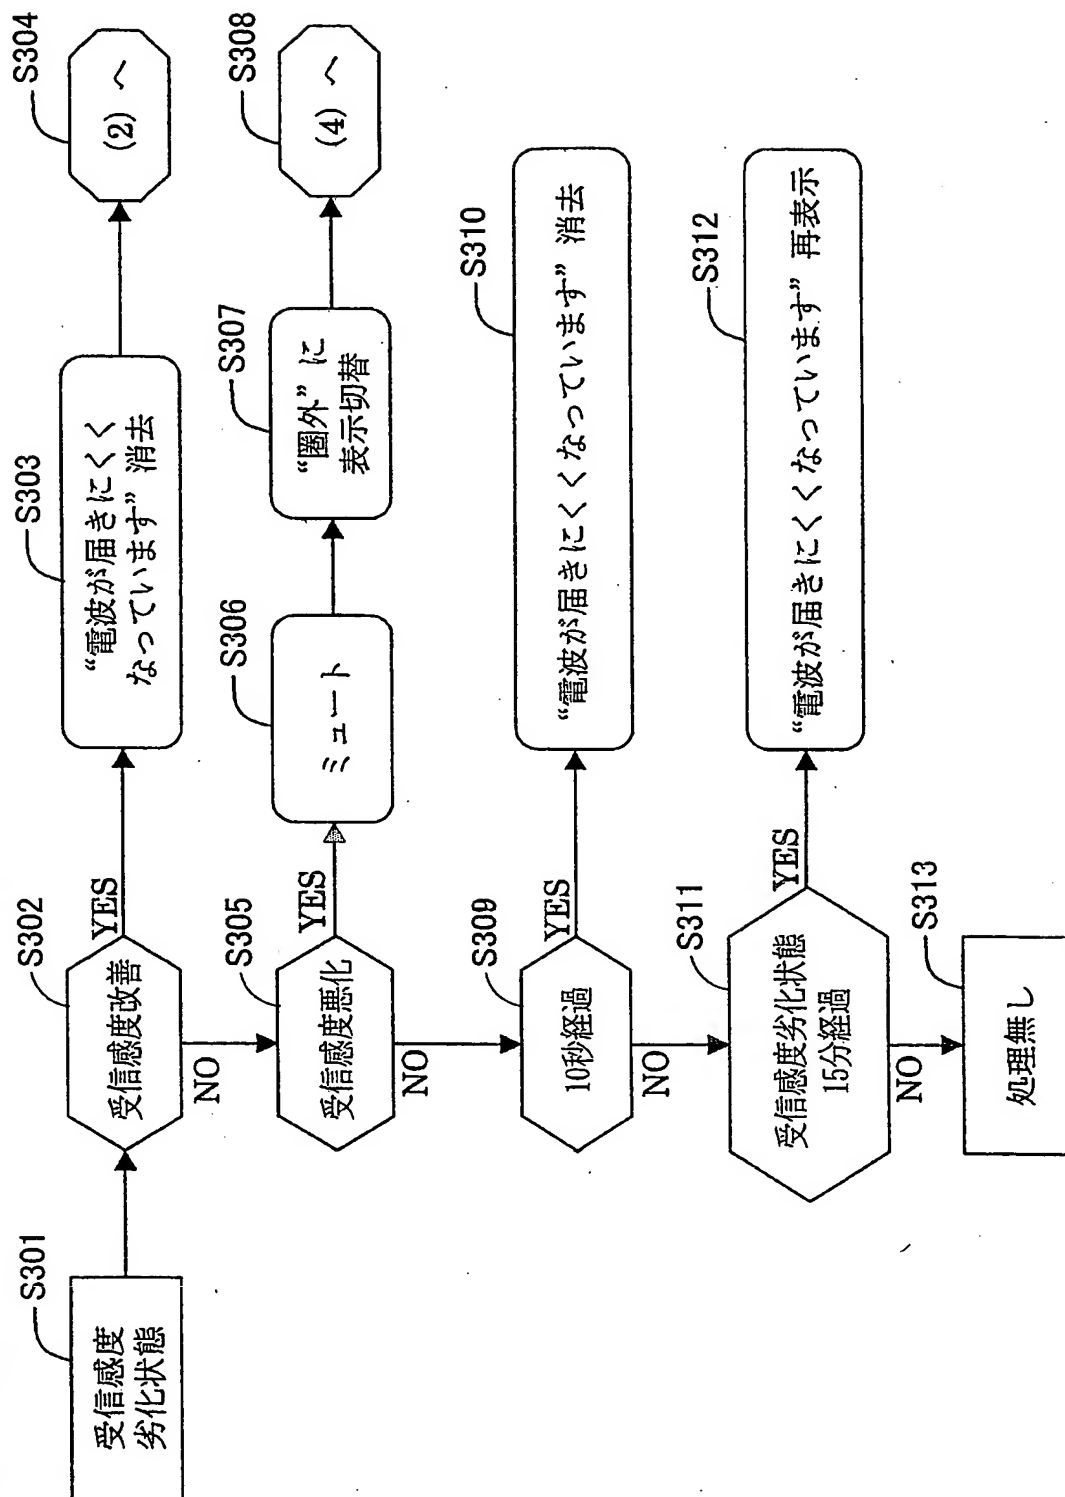 S301
受信感度
劣化状態
S302
受信感度改善
YES
NO
S303
“電波が届きにくく
なっています” 消去
S304
(2) へ
S305
受信感度悪化
YES
NO
S306
ミュート
S307
“圏外” に
表示切替
S308
(4) へ
S309
10秒経過
YES
NO
S310
“電波が届きにくくなっています” 消去
S311
受信感度劣化状態
15分経過
YES
NO
S312
“電波が届きにくくなっています” 再表示
S313
処理無し